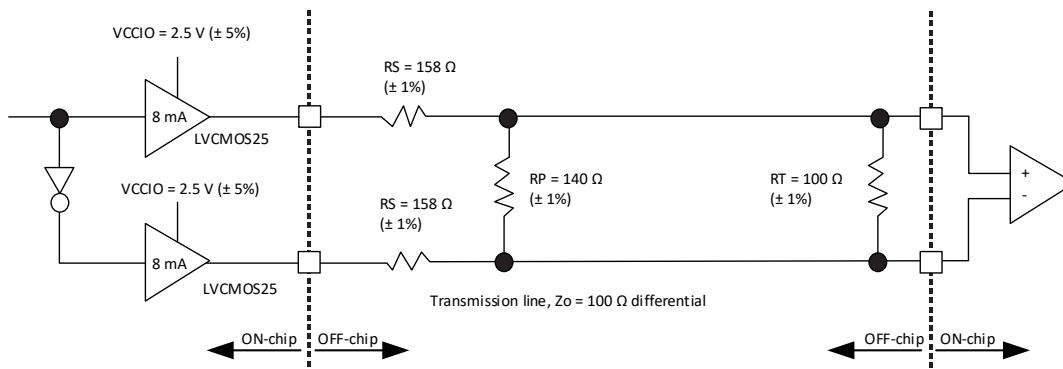 VCCIO = 2.5 V (± 5%)
8 mA
LVCMOS25
RS = 158 Ω
(± 1%)
VCCIO = 2.5 V (± 5%)
8 mA
LVCMOS25
RS = 158 Ω
(± 1%)
RP = 140 Ω
(± 1%)
RT = 100 Ω
(± 1%)
+
-
Transmission line, Zo = 100 Ω differential
ON-chip
OFF-chip
OFF-chip
ON-chip